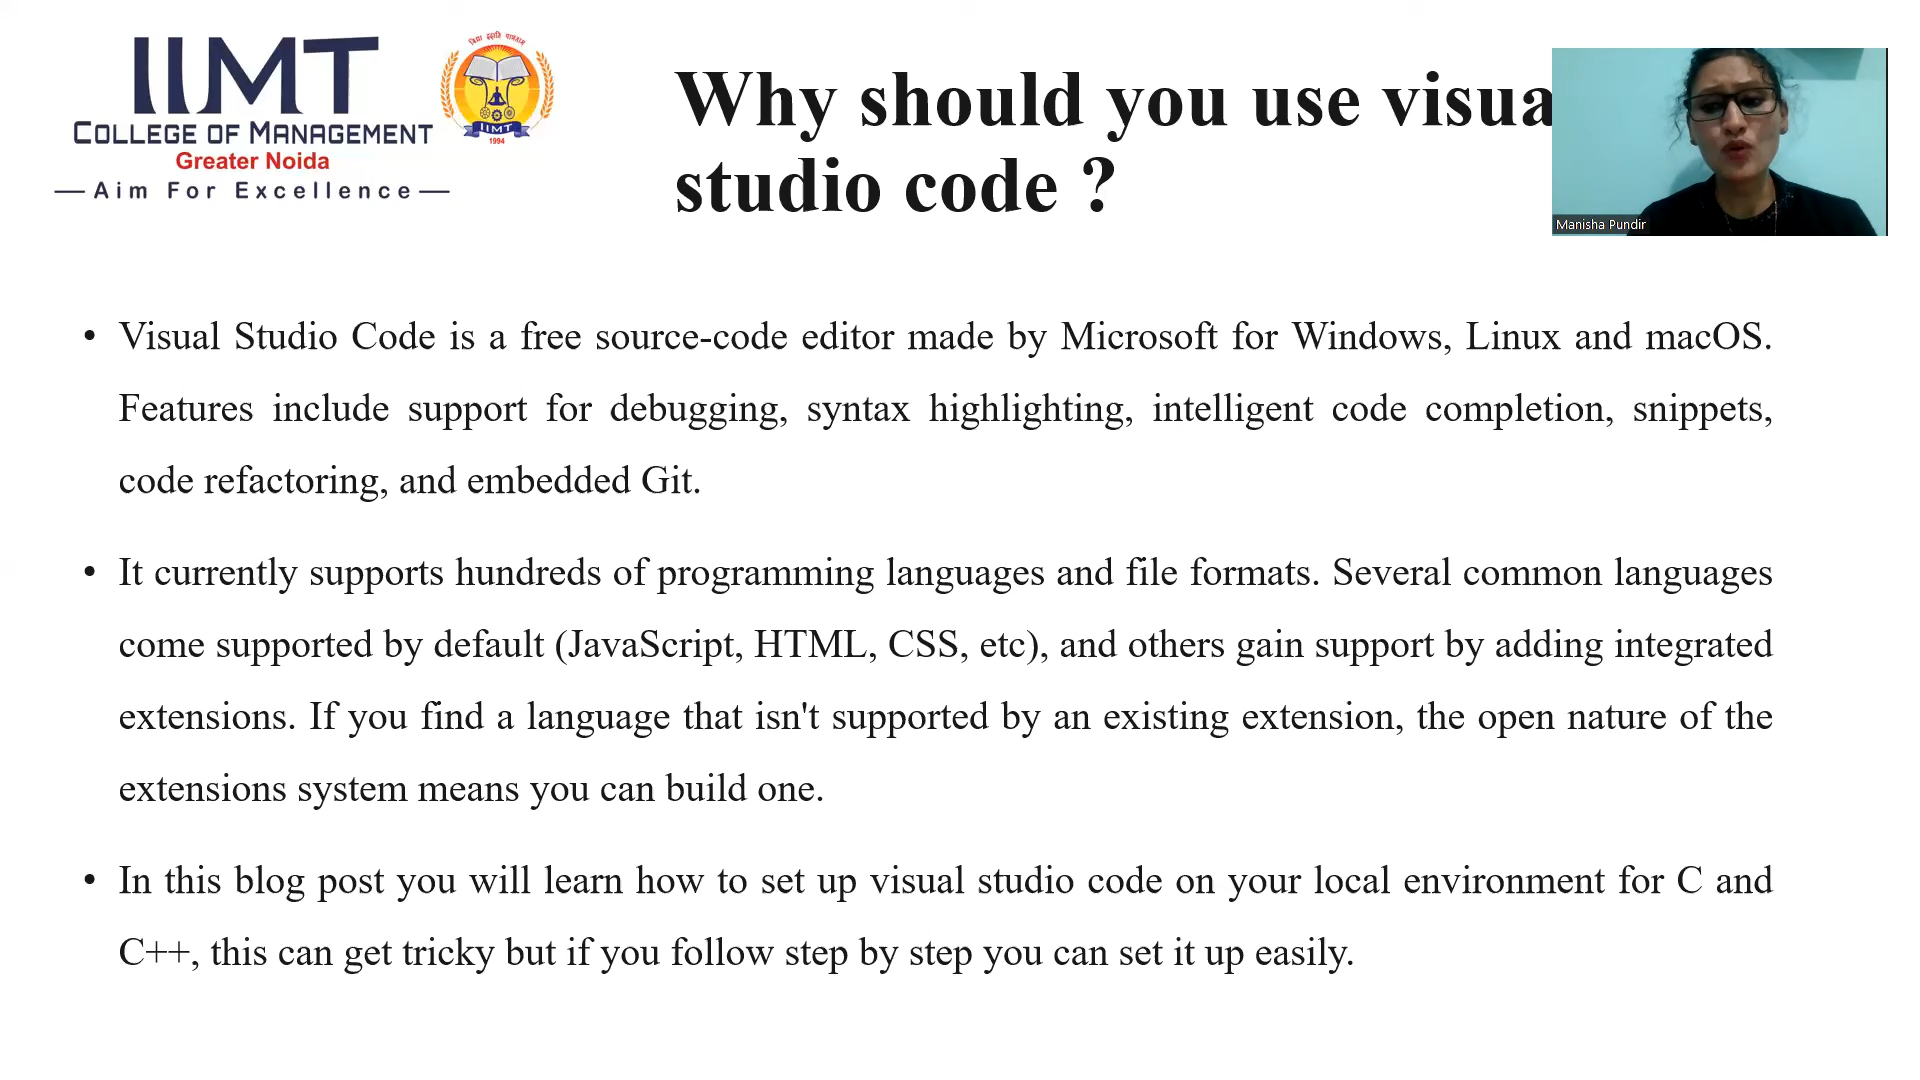 IIMT
COLLEGE OF MANAGEMENT
Greater Noida
Aim For Excellence
IIMT
1994
Why should you use visua
studio code ?
Manisha Pundir
• Visual Studio Code is a free source-code editor made by Microsoft for Windows, Linux and macOS.
Features include support for debugging, syntax highlighting, intelligent code completion, snippets,
code refactoring, and embedded Git.
• It currently supports hundreds of programming languages and file formats. Several common languages
come supported by default (JavaScript, HTML, CSS, etc), and others gain support by adding integrated
extensions. If you find a language that isn't supported by an existing extension, the open nature of the
extensions system means you can build one.
• In this blog post you will learn how to set up visual studio code on your local environment for C and
C++, this can get tricky but if you follow step by step you can set it up easily.